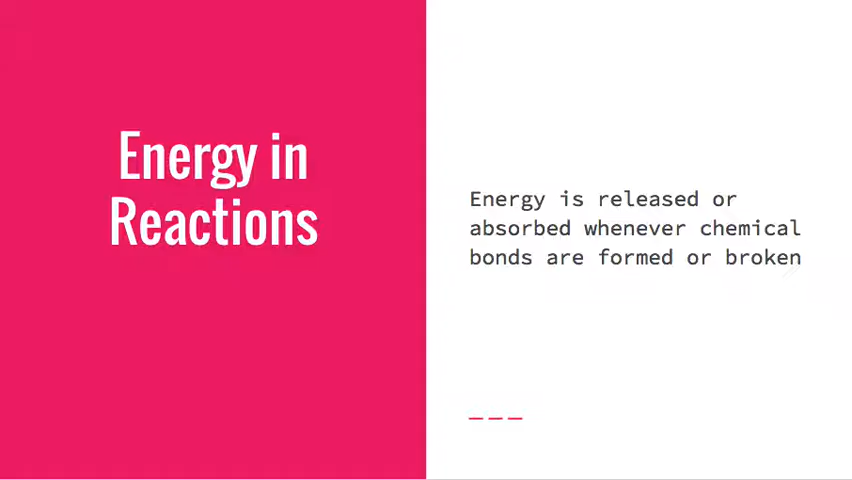 Energy in
Reactions
Energy is released or
absorbed whenever chemical
bonds are formed or broken